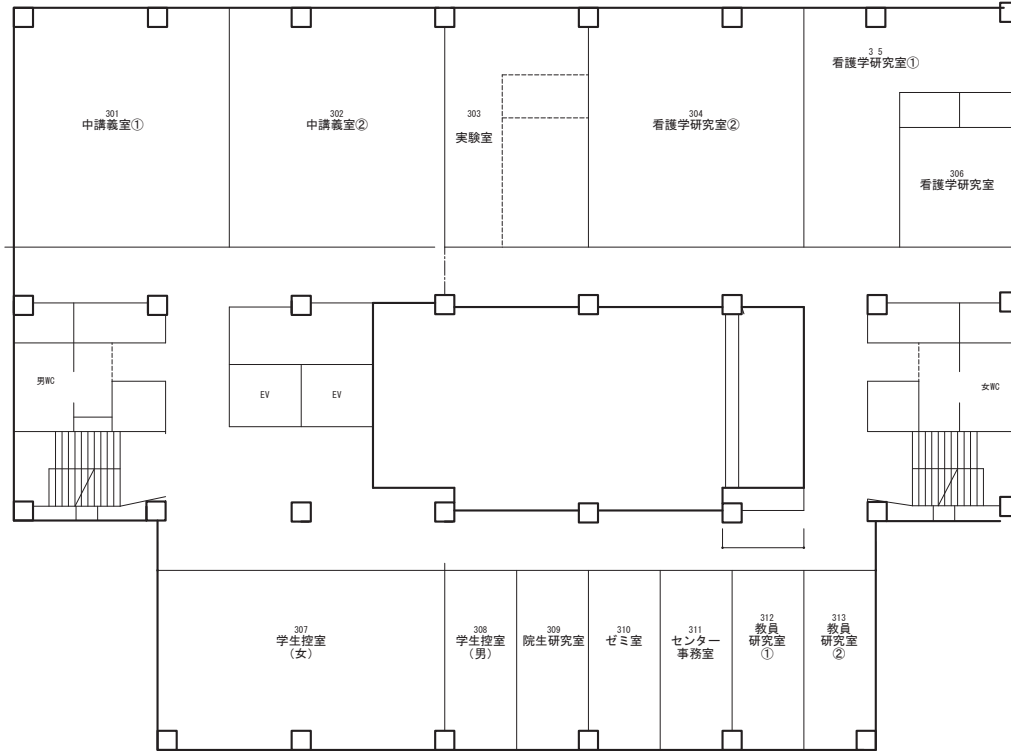 301
中講義室①
302
中講義室②
303
実験室
304
看護学研究室②
3 5
看護学研究室①
306
看護学研究室
男WC
EV
EV
女WC
307
学生控室
(女)
308
学生控室
(男)
309
院生研究室
310
ゼミ室
311
センター
事務室
312
教員
研究室
①
313
教員
研究室
②